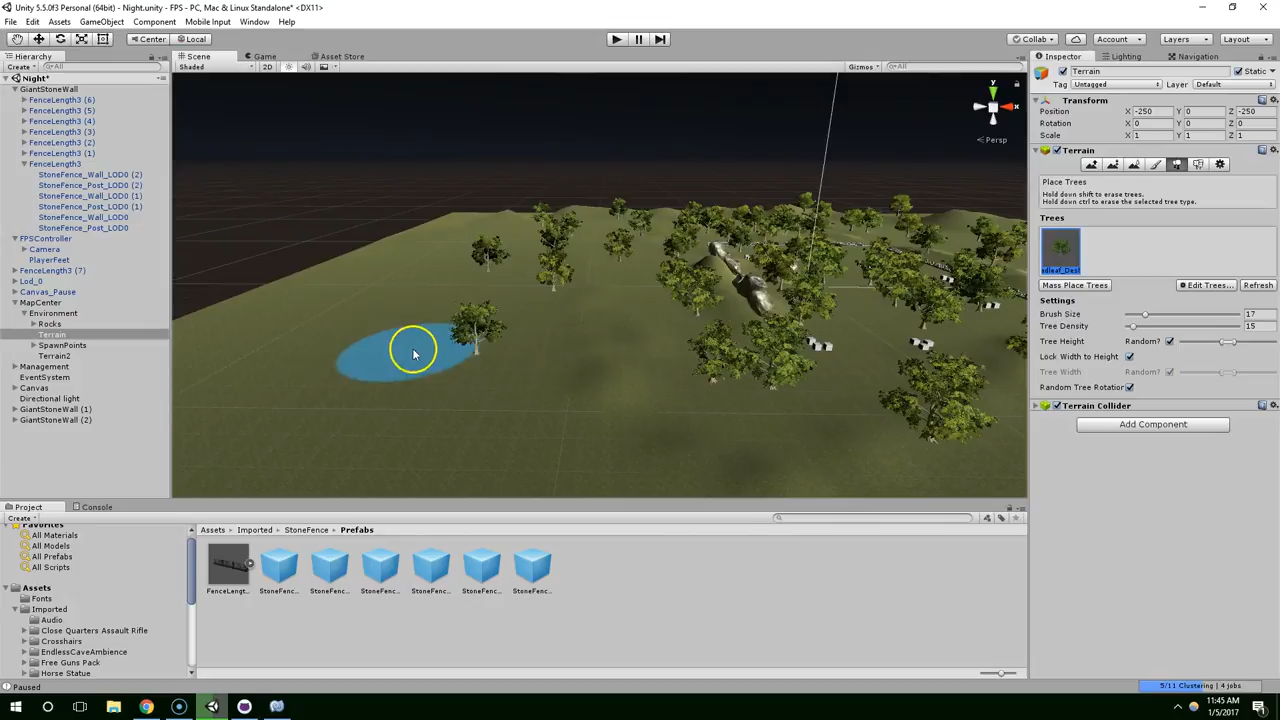 Unity 5.5.0f3 Personal (64bit) - Night.unity - FPS - PC, Mac & Linux Standalone* <DX11>
File Edit Assets GameObject Component Mobile Input Window Help
Center Local Collab Account Layers Layout
Hierarchy Scene Game Asset Store Inspector Lighting Navigation
Create All Shaded 2D Gizmos All Terrain Static
Tag Untagged Layer Default
Night*
GiantStoneWall
FenceLength3 (6)
FenceLength3 (5)
FenceLength3 (4)
FenceLength3 (3)
FenceLength3 (2)
FenceLength3 (1)
FenceLength3
StoneFence_Wall_LOD0 (2)
StoneFence_Post_LOD0 (2)
StoneFence_Wall_LOD0 (1)
StoneFence_Post_LOD0 (1)
StoneFence_Wall_LOD0
StoneFence_Post_LOD0
FPSController
Camera
PlayerFeet
FenceLength3 (7)
Lod_0
Canvas_Pause
MapCenter
Environment
Rocks
Terrain
SpawnPoints
Terrain2
Management
EventSystem
Canvas
Directional light
GiantStoneWall (1)
GiantStoneWall (2)
y
x
Persp
Transform
Position X -250 Y 0 Z -250
Rotation X 0 Y 0 Z 0
Scale X 1 Y 1 Z 1
Terrain
Place Trees
Hold down shift to erase trees.
Hold down ctrl to erase the selected tree type.
Trees
adleaf_Desl
Mass Place Trees Edit Trees... Refresh
Settings
Brush Size 17
Tree Density 15
Tree Height Random?
Lock Width to Height
Tree Width Random?
Random Tree Rotation
Terrain Collider
Add Component
Project Console
Create
Favorites
All Materials
All Models
All Prefabs
All Scripts
Assets
Fonts
Imported
Audio
Close Quarters Assault Rifle
Crosshairs
EndlessCaveAmbience
Free Guns Pack
Horse Statue
Assets Imported StoneFence Prefabs
FenceLengt... StoneFenc... StoneFenc... StoneFenc... StoneFenc... StoneFenc... StoneFenc...
Paused
5/11 Clustering | 4 jobs
11:45 AM
1/5/2017